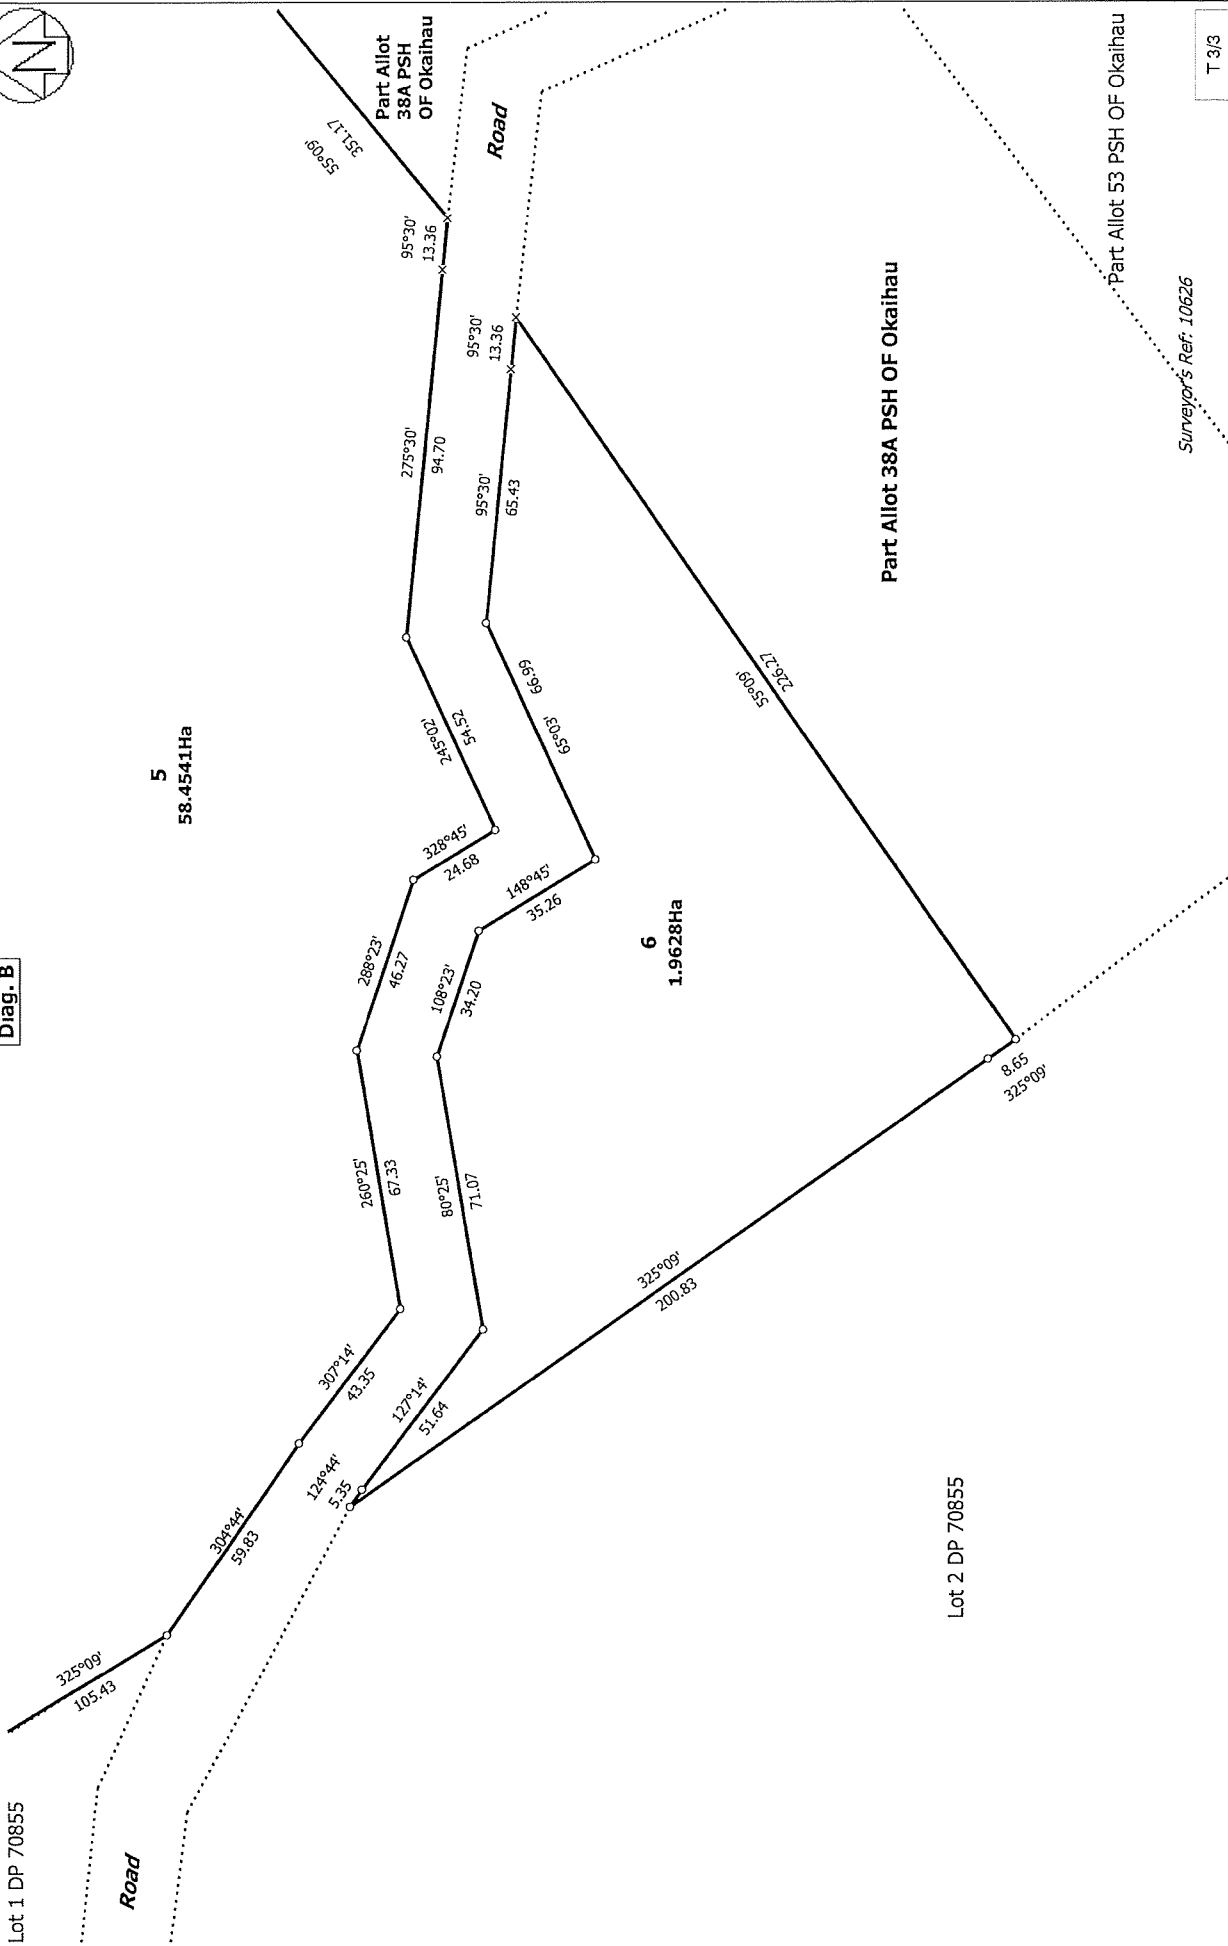 Diag. B
N
Lot 1 DP 70855
Road
325°09'
105.43
304°44'
59.83
307°14'
43.35
260°25'
67.33
288°23'
46.27
328°45'
24.68
245°02'
54.52
275°30'
94.70
95°30'
13.36
55°09'
351.17
Part Allot
38A PSH
OF Okaihau
Road
5
58.4541Ha
124°44'
5.35
127°14'
51.64
80°25'
71.07
108°23'
34.20
148°45'
35.26
65°03'
66.99
95°30'
65.43
95°30'
13.36
6
1.9628Ha
325°09'
200.83
8.65
325°09'
55°09'
226.27
Part Allot 38A PSH OF Okaihau
Lot 2 DP 70855
Part Allot 53 PSH OF Okaihau
Surveyor's Ref: 10626
T 3/3